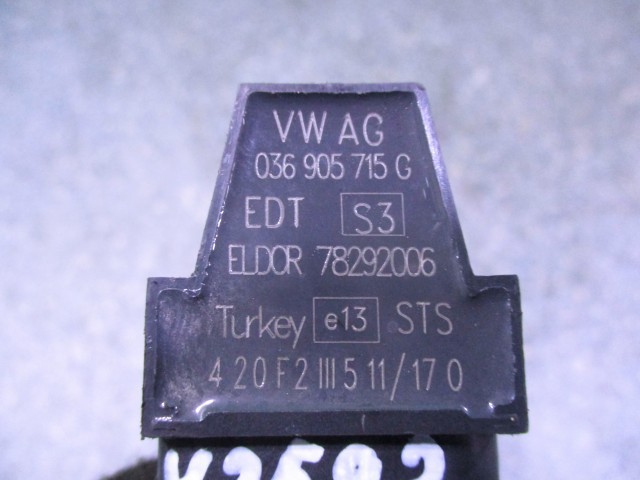 VW AG
036 905 715 G
EDT S3
ELDOR 78292006
Turkey e13 STS
4 20 F2 III 5 11/17 0